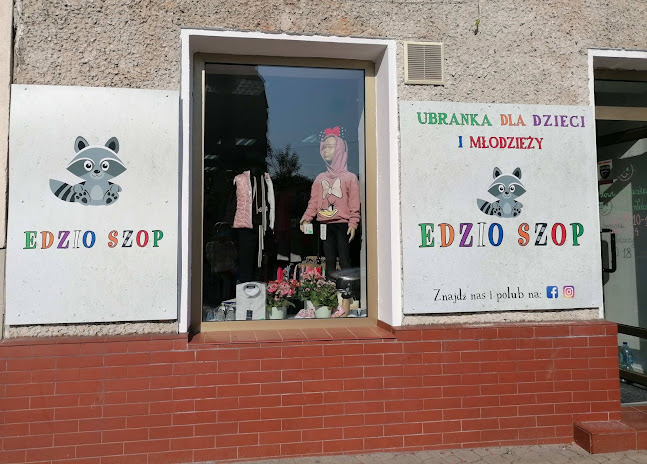 EDZIO SZOP
UBRANKA DLA DZIECI
I MŁODZIEŻY
EDZIO SZOP
Znajdź nas i polub na: